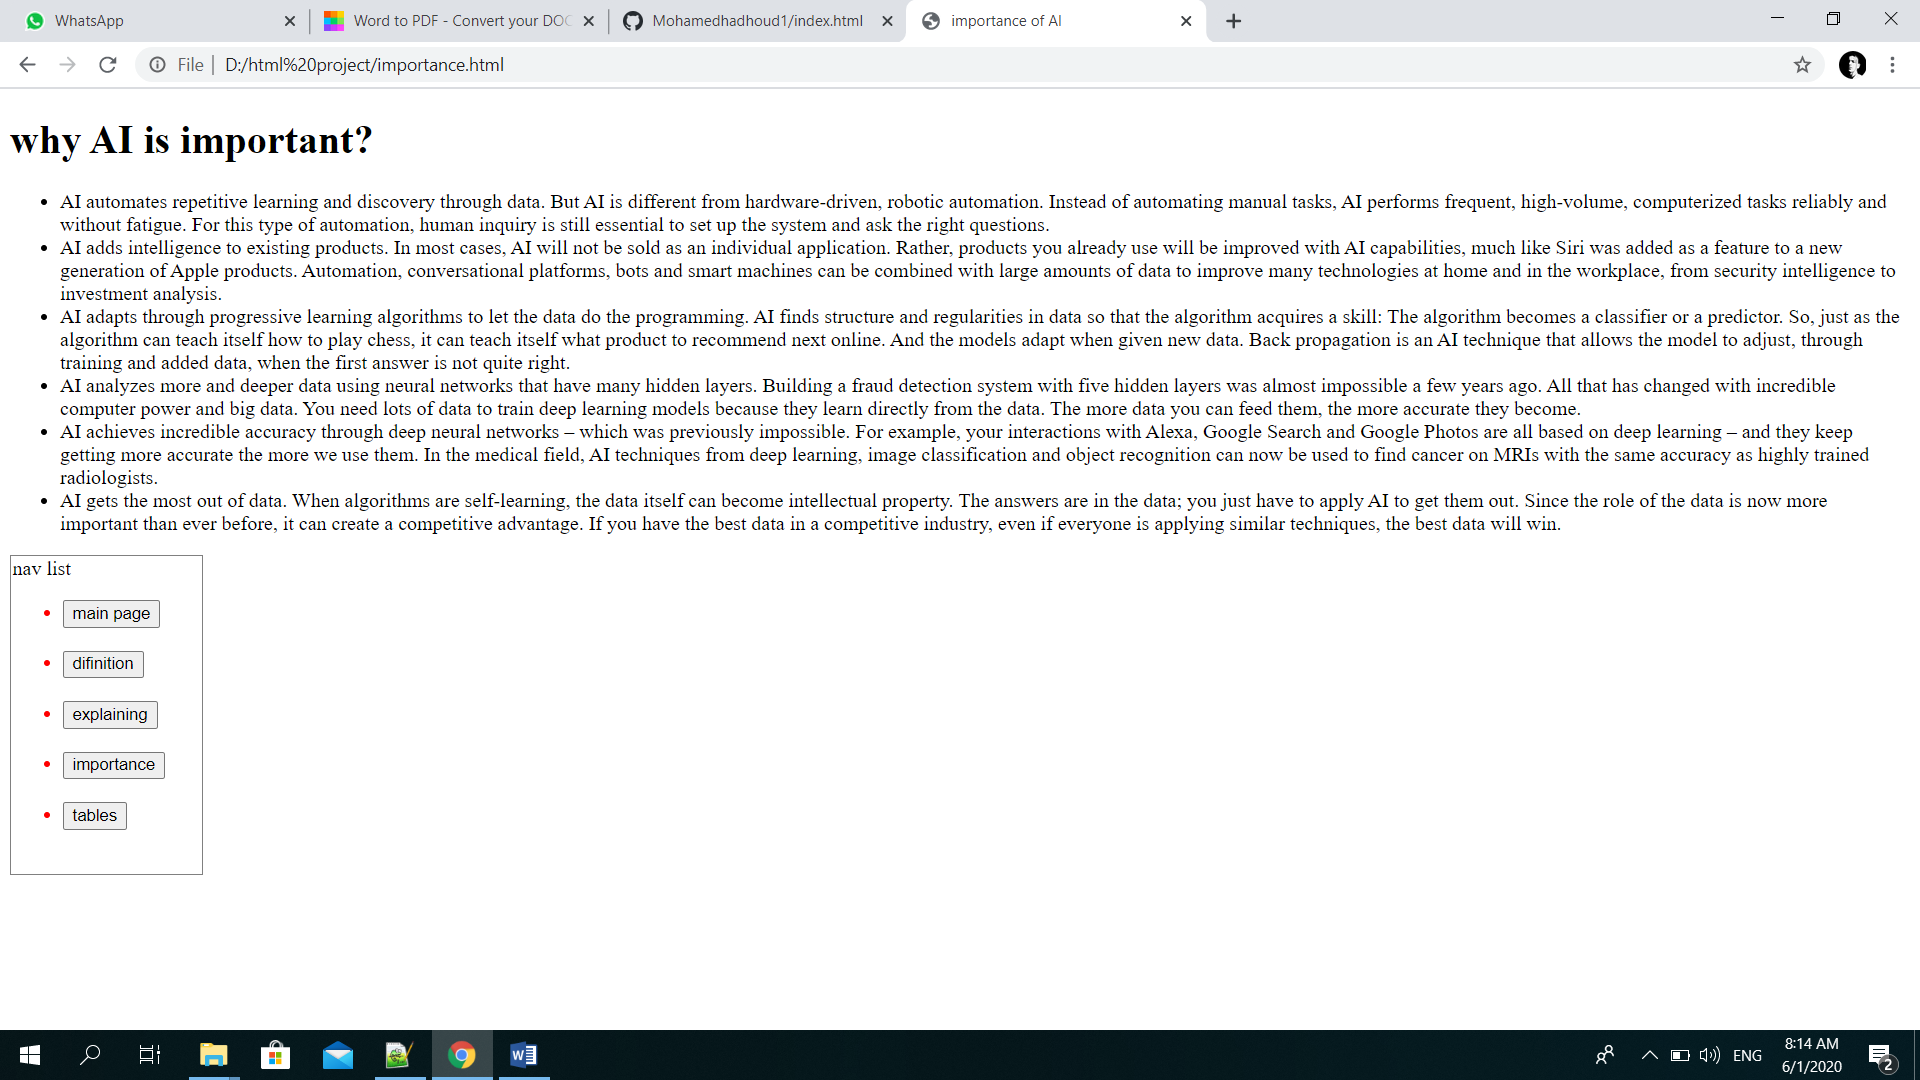 WhatsApp
Word to PDF - Convert your DOC
Mohamedhadhoud1/index.html
importance of AI
File
D:/html%20project/importance.html
why AI is important?
AI automates repetitive learning and discovery through data. But AI is different from hardware-driven, robotic automation. Instead of automating manual tasks, AI performs frequent, high-volume, computerized tasks reliably and
without fatigue. For this type of automation, human inquiry is still essential to set up the system and ask the right questions.
AI adds intelligence to existing products. In most cases, AI will not be sold as an individual application. Rather, products you already use will be improved with AI capabilities, much like Siri was added as a feature to a new
generation of Apple products. Automation, conversational platforms, bots and smart machines can be combined with large amounts of data to improve many technologies at home and in the workplace, from security intelligence to
investment analysis.
AI adapts through progressive learning algorithms to let the data do the programming. AI finds structure and regularities in data so that the algorithm acquires a skill: The algorithm becomes a classifier or a predictor. So, just as the
algorithm can teach itself how to play chess, it can teach itself what product to recommend next online. And the models adapt when given new data. Back propagation is an AI technique that allows the model to adjust, through
training and added data, when the first answer is not quite right.
AI analyzes more and deeper data using neural networks that have many hidden layers. Building a fraud detection system with five hidden layers was almost impossible a few years ago. All that has changed with incredible
computer power and big data. You need lots of data to train deep learning models because they learn directly from the data. The more data you can feed them, the more accurate they become.
AI achieves incredible accuracy through deep neural networks – which was previously impossible. For example, your interactions with Alexa, Google Search and Google Photos are all based on deep learning – and they keep
getting more accurate the more we use them. In the medical field, AI techniques from deep learning, image classification and object recognition can now be used to find cancer on MRIs with the same accuracy as highly trained
radiologists.
AI gets the most out of data. When algorithms are self-learning, the data itself can become intellectual property. The answers are in the data; you just have to apply AI to get them out. Since the role of the data is now more
important than ever before, it can create a competitive advantage. If you have the best data in a competitive industry, even if everyone is applying similar techniques, the best data will win.
nav list
main page
difinition
explaining
importance
tables
ENG
8:14 AM
6/1/2020
2